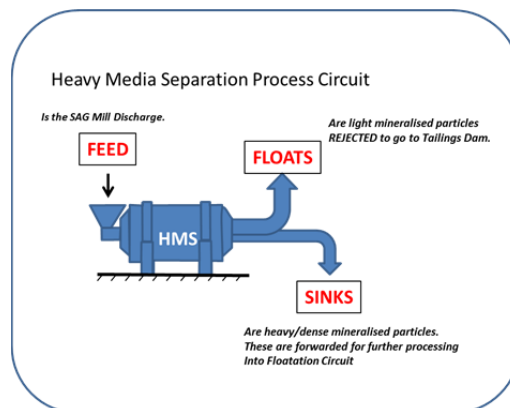 Heavy Media Separation Process Circuit
Is the SAG Mill Discharge.
Are light mineralised particles
REJECTED to go to Tailings Dam.
FEED
FLOATS
HMS
SINKS
Are heavy/dense mineralised particles.
These are forwarded for further processing
Into Floatation Circuit